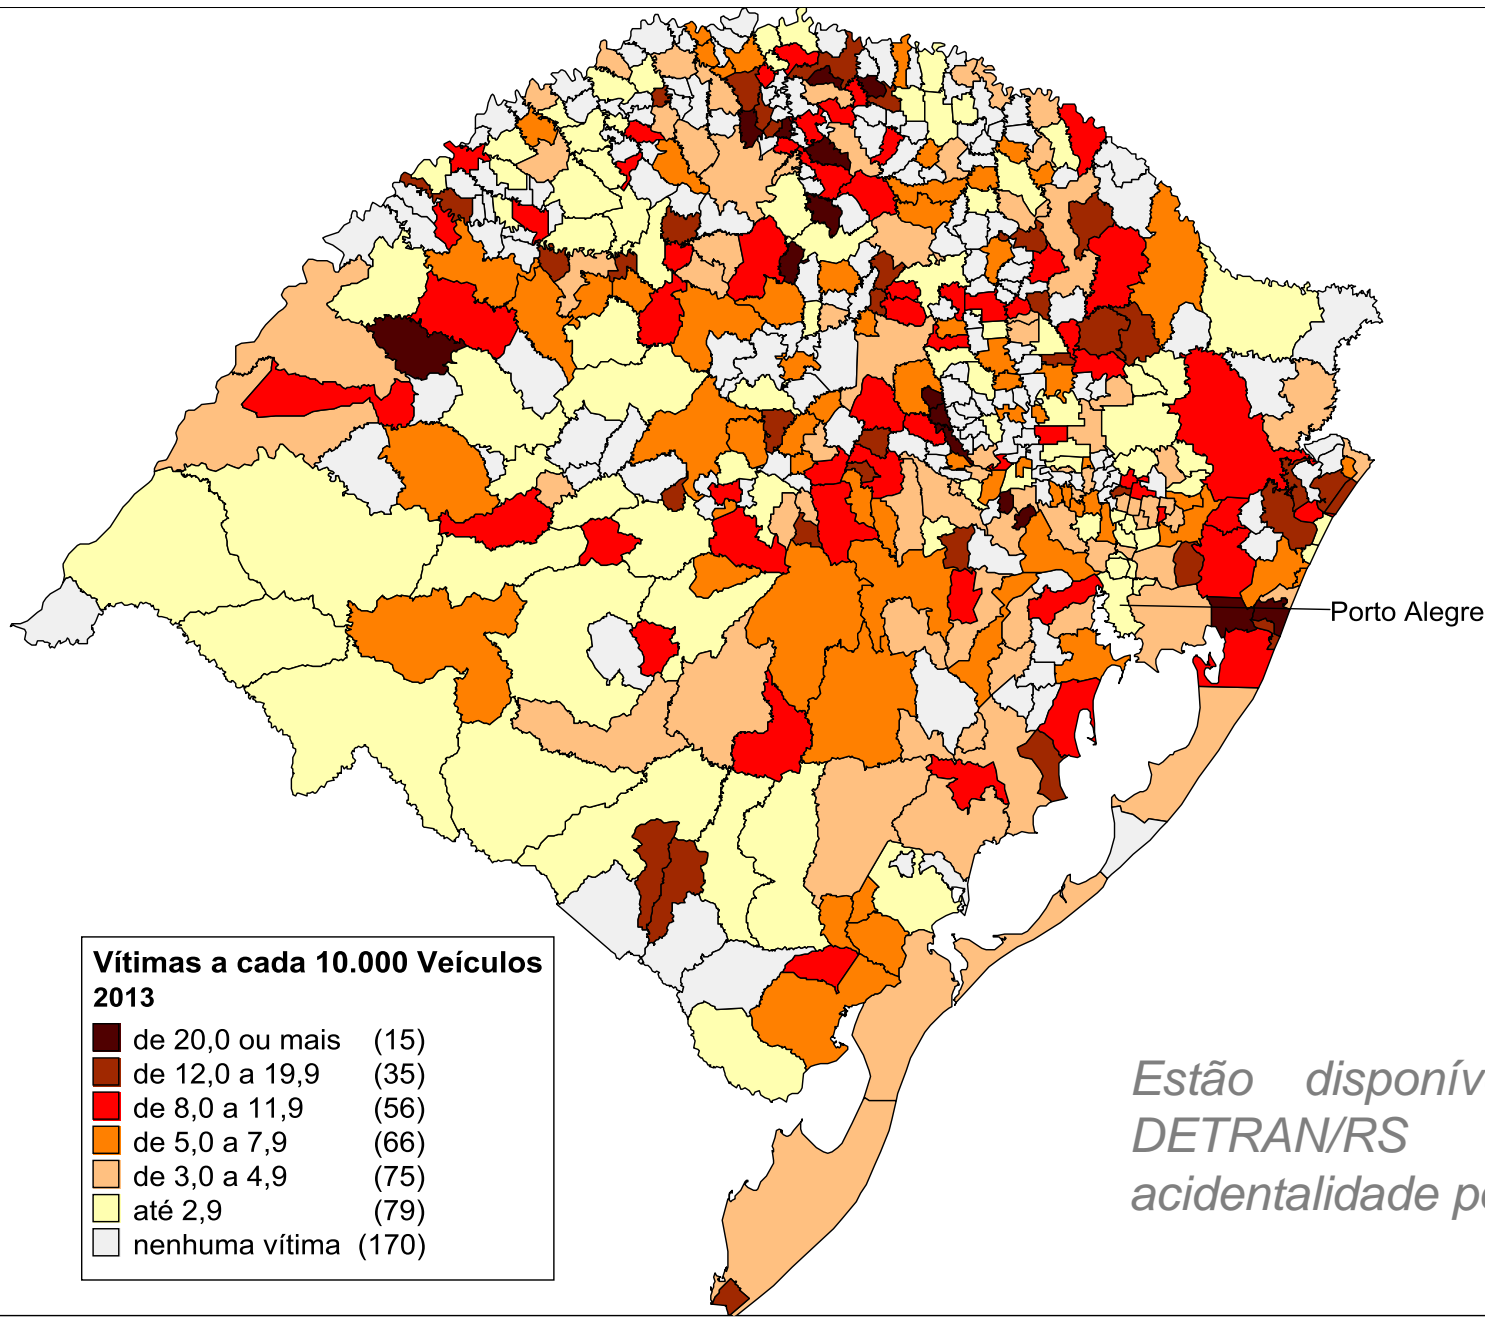 Porto Alegre
Vítimas a cada 10.000 Veículos
2013
de 20,0 ou mais (15)
de 12,0 a 19,9 (35)
de 8,0 a 11,9 (56)
de 5,0 a 7,9 (66)
de 3,0 a 4,9 (75)
até 2,9 (79)
nenhuma vítima (170)
Estão disponív
DETRAN/RS
acidentalidade p